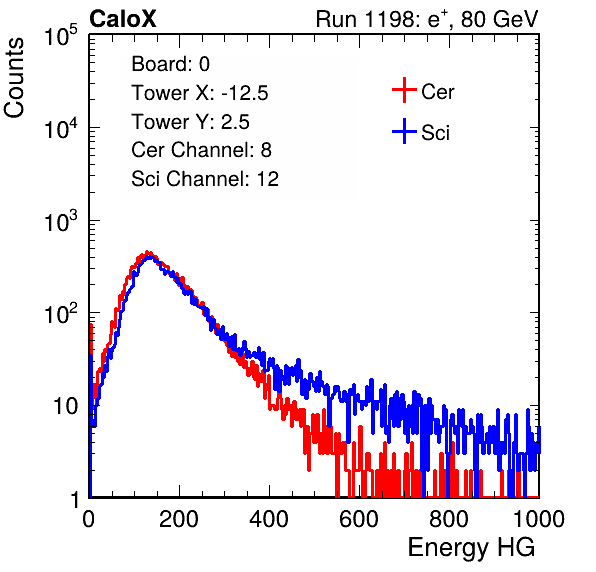 CaloX Run 1198: e⁺, 80 GeV
Counts
Board: 0
Tower X: -12.5
Tower Y: 2.5
Cer Channel: 8
Sci Channel: 12
Cer
Sci
10⁵
10⁴
10³
10²
10
1
0 200 400 600 800 1000
Energy HG